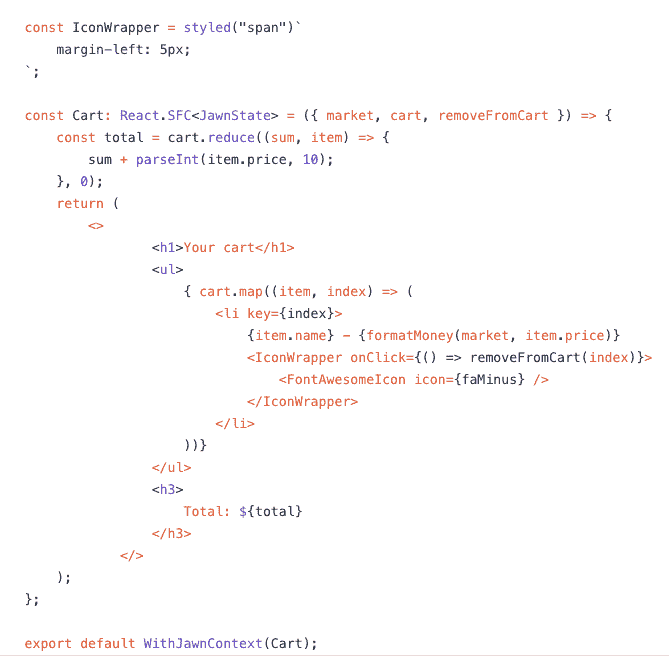 const IconWrapper = styled("span")`
    margin-left: 5px;
`;

const Cart: React.SFC<JawnState> = ({ market, cart, removeFromCart }) => {
    const total = cart.reduce((sum, item) => {
        sum + parseInt(item.price, 10);
    }, 0);
    return (
        <>
                <h1>Your cart</h1>
                <ul>
                    { cart.map((item, index) => (
                        <li key={index}>
                            {item.name} - {formatMoney(market, item.price)}
                            <IconWrapper onClick={() => removeFromCart(index)}>
                                <FontAwesomeIcon icon={faMinus} />
                            </IconWrapper>
                        </li>
                    ))}
                </ul>
                <h3>
                    Total: ${total}
                </h3>
            </>
    );
};

export default WithJawnContext(Cart);